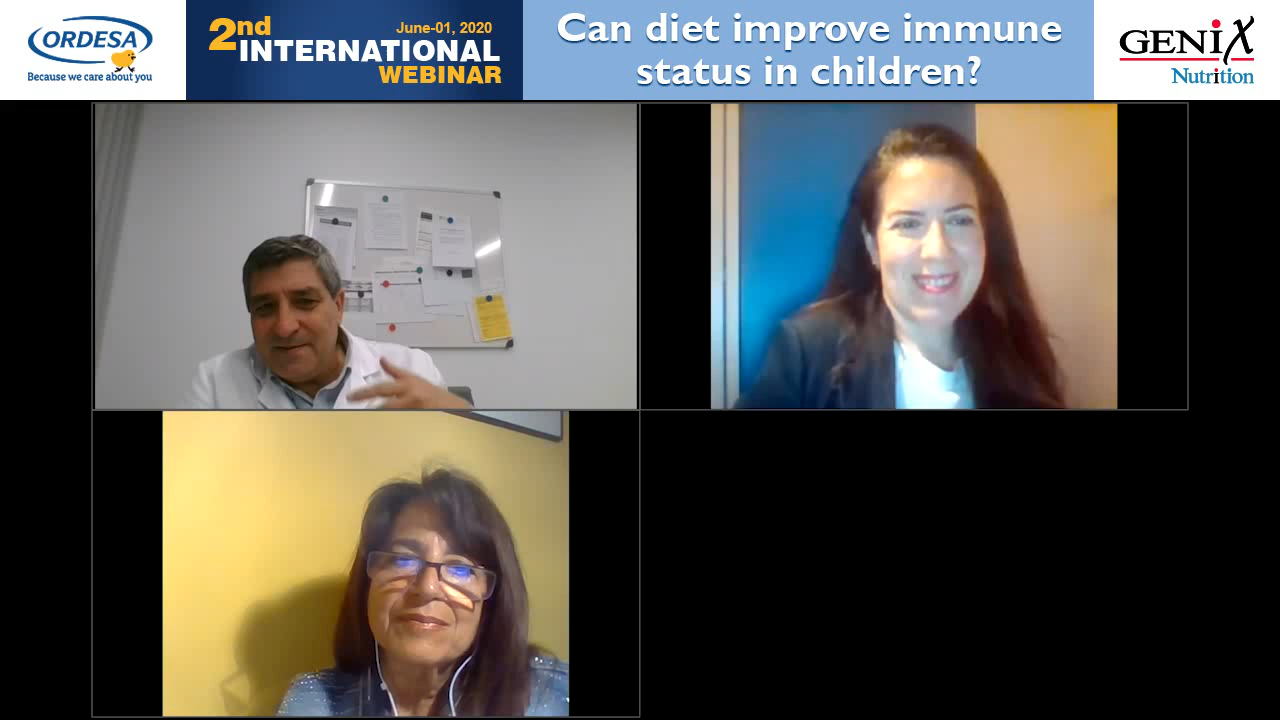 ORDESA
Because we care about you
2nd
June-01, 2020
INTERNATIONAL
WEBINAR
Can diet improve immune
status in children?
GENiX
Nutrition